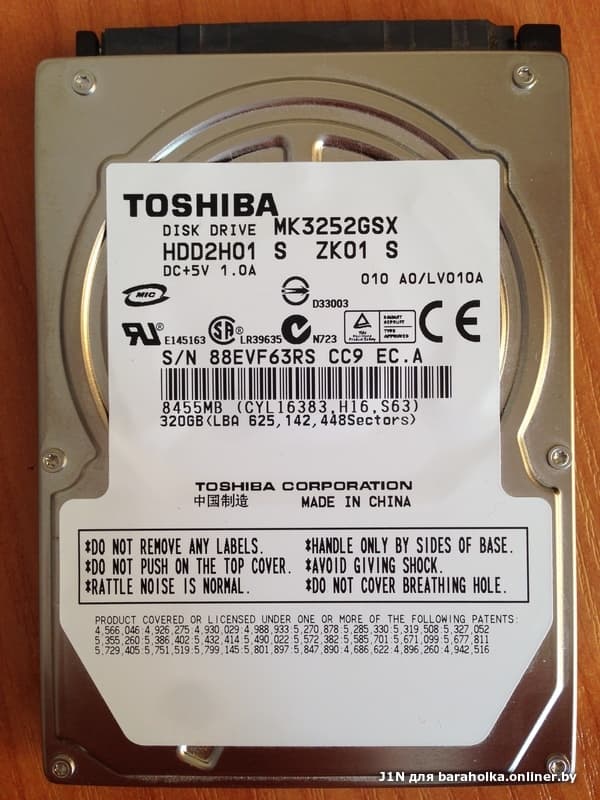 TOSHIBA
DISK DRIVE MK3252GSX
HDD2H01 S ZK01 S
DC+5V 1.0A
010 A0/LV010A
MIC
D33003
E145163 LR39635 N723
S/N 88EVF63RS CC9 EC.A
8455MB (CYL16383,H16,S63)
320GB(LBA 625,142,448Sectors)
TOSHIBA CORPORATION
中国制造 MADE IN CHINA
*DO NOT REMOVE ANY LABELS. *HANDLE ONLY BY SIDES OF BASE.
*DO NOT PUSH ON THE TOP COVER. *AVOID GIVING SHOCK.
*RATTLE NOISE IS NORMAL. *DO NOT COVER BREATHING HOLE.
PRODUCT COVERED OR LICENSED UNDER ONE OR MORE OF THE FOLLOWING PATENTS:
4,566,046 4,926,275 4,930,029 4,988,933 5,270,878 5,285,330 5,319,508 5,327,052
5,355,260 5,386,402 5,432,414 5,490,022 5,572,382 5,585,701 5,671,099 5,677,811
5,729,405 5,751,519 5,799,145 5,801,897 5,847,890 4,686,622 4,896,260 4,942,516
J1N для baraholka.onliner.by